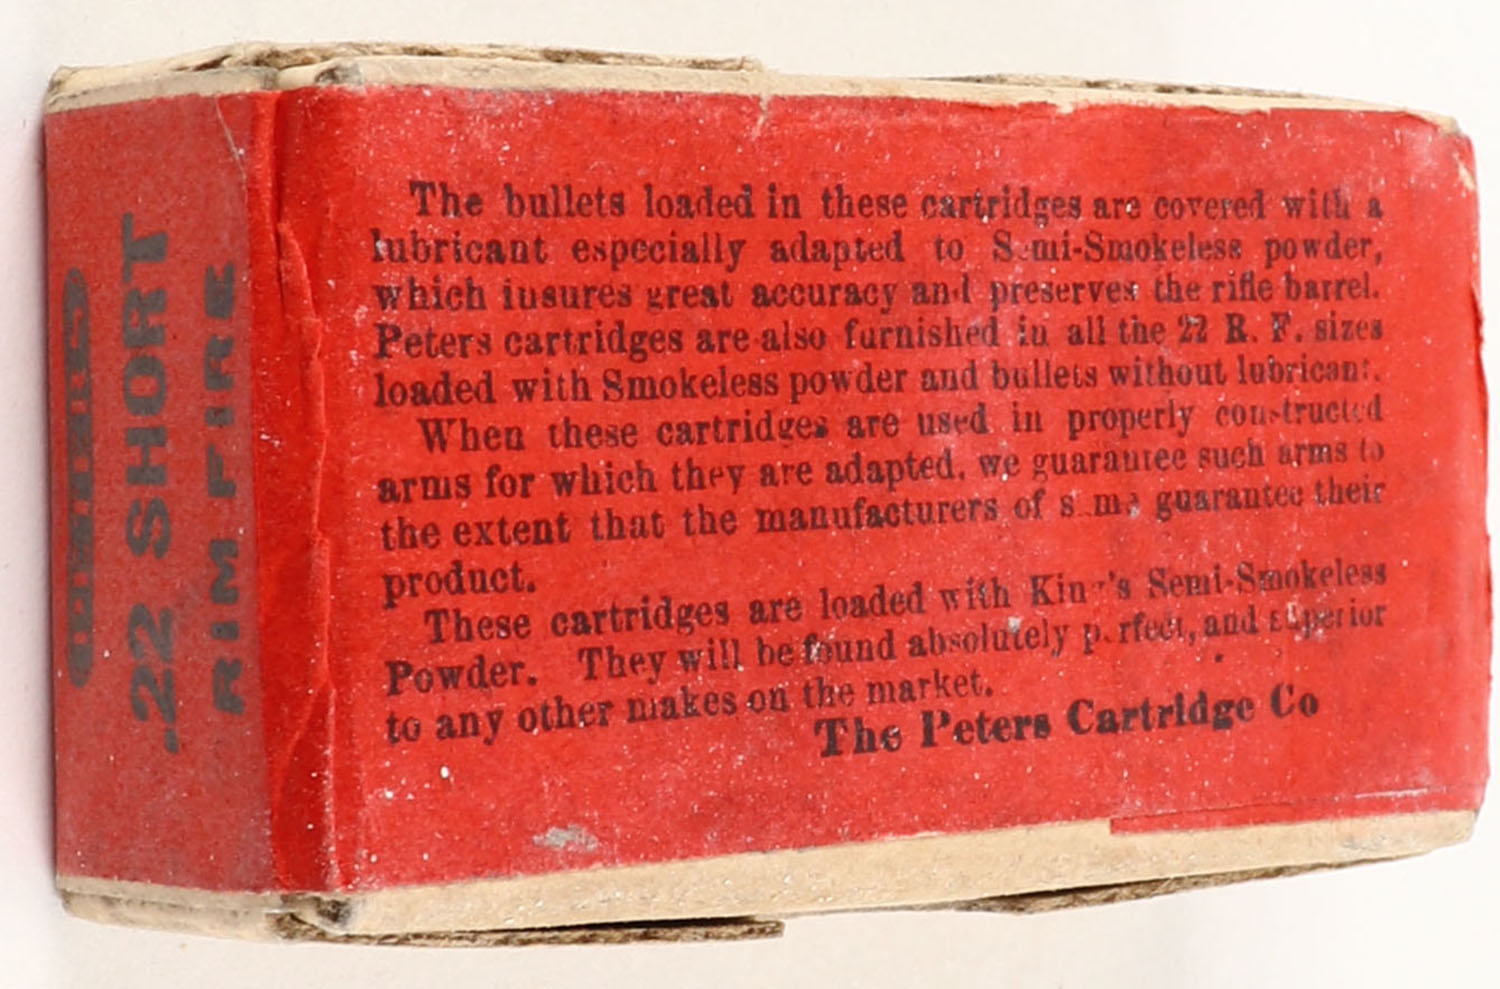 The bullets loaded in these cartridges are covered with a
lubricant especially adapted to Semi-Smokeless powder,
which insures great accuracy and preserves the rifle barrel.
Peters cartridges are also furnished in all the 22 R. F. sizes
loaded with Smokeless powder and bullets without lubricant.
When these cartridges are used in properly constructed
arms for which they are adapted, we guarantee such arms to
the extent that the manufacturers of same guarantee their
product.
These cartridges are loaded with King's Semi-Smokeless
Powder. They will be found absolutely perfect, and superior
to any other makes on the market.
The Peters Cartridge Co
.22 SHORT
RIM FIRE